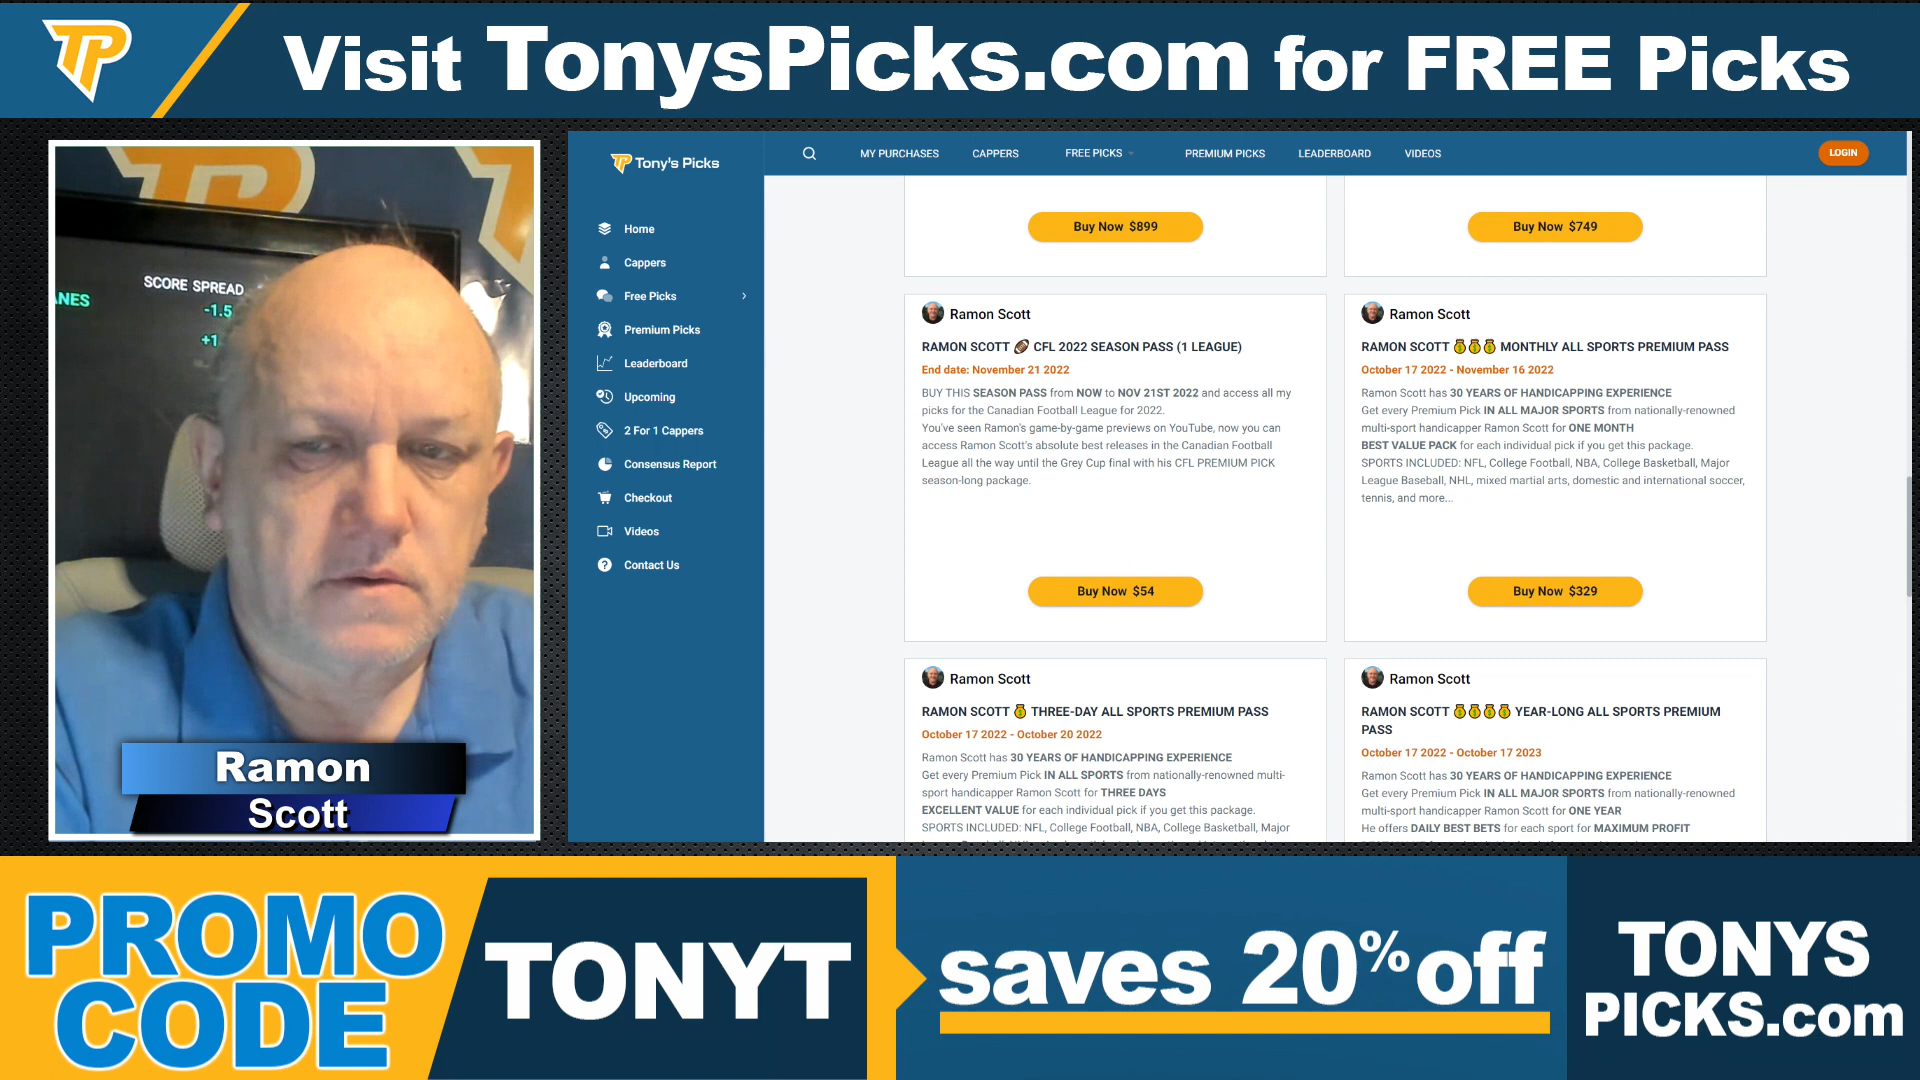 TP
Visit TonysPicks.com for FREE Picks
TP Tony's Picks
MY PURCHASES
CAPPERS
FREE PICKS
PREMIUM PICKS
LEADERBOARD
VIDEOS
LOGIN
Home
Cappers
Free Picks
Premium Picks
Leaderboard
Upcoming
2 For 1 Cappers
Consensus Report
Checkout
Videos
Contact Us
Buy Now $899
Buy Now $749
Ramon Scott
RAMON SCOTT 🏈 CFL 2022 SEASON PASS (1 LEAGUE)
End date: November 21 2022
BUY THIS SEASON PASS from NOW to NOV 21ST 2022 and access all my
picks for the Canadian Football League for 2022.
You've seen Ramon's game-by-game previews on YouTube, now you can
access Ramon Scott's absolute best releases in the Canadian Football
League all the way until the Grey Cup final with his CFL PREMIUM PICK
season-long package.
Buy Now $54
Ramon Scott
RAMON SCOTT 💰💰💰 MONTHLY ALL SPORTS PREMIUM PASS
October 17 2022 - November 16 2022
Ramon Scott has 30 YEARS OF HANDICAPPING EXPERIENCE
Get every Premium Pick IN ALL MAJOR SPORTS from nationally-renowned
multi-sport handicapper Ramon Scott for ONE MONTH
BEST VALUE PACK for each individual pick if you get this package.
SPORTS INCLUDED: NFL, College Football, NBA, College Basketball, Major
League Baseball, NHL, mixed martial arts, domestic and international soccer,
tennis, and more...
Buy Now $329
Ramon Scott
RAMON SCOTT 💰 THREE-DAY ALL SPORTS PREMIUM PASS
October 17 2022 - October 20 2022
Ramon Scott has 30 YEARS OF HANDICAPPING EXPERIENCE
Get every Premium Pick IN ALL SPORTS from nationally-renowned multi-
sport handicapper Ramon Scott for THREE DAYS
EXCELLENT VALUE for each individual pick if you get this package.
SPORTS INCLUDED: NFL, College Football, NBA, College Basketball, Major
Ramon Scott
RAMON SCOTT 💰💰💰💰 YEAR-LONG ALL SPORTS PREMIUM
PASS
October 17 2022 - October 17 2023
Ramon Scott has 30 YEARS OF HANDICAPPING EXPERIENCE
Get every Premium Pick IN ALL MAJOR SPORTS from nationally-renowned
multi-sport handicapper Ramon Scott for ONE YEAR
He offers DAILY BEST BETS for each sport for MAXIMUM PROFIT
SCORE SPREAD
NES
-1.5
+1
Ramon
Scott
PROMO
CODE
TONYT
saves 20% off
TONYS
PICKS.com